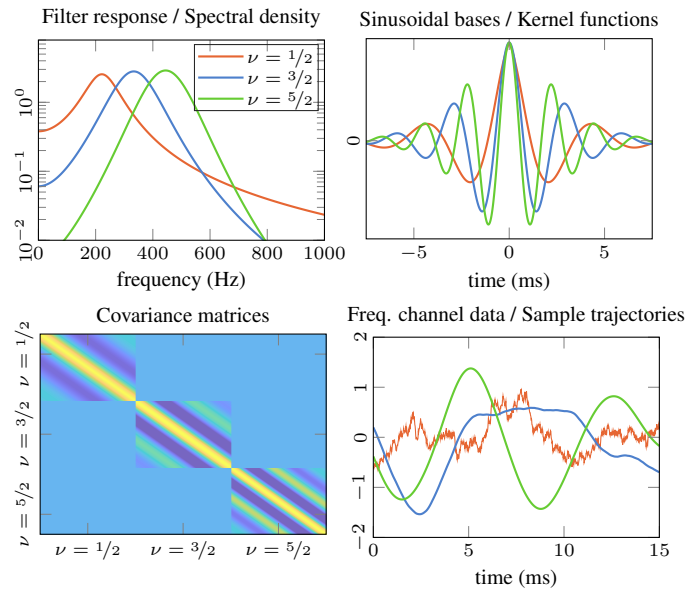 Filter response / Spectral density
Sinusoidal bases / Kernel functions
ν = 1/2
ν = 3/2
ν = 5/2
10⁰
10⁻¹
10⁻²
10 200 400 600 800 1000
frequency (Hz)
0
−5 0 5
time (ms)
Covariance matrices
Freq. channel data / Sample trajectories
ν = 1/2
ν = 3/2
ν = 5/2
ν = 1/2 ν = 3/2 ν = 5/2
2
1
0
−1
−2
0 5 10 15
time (ms)